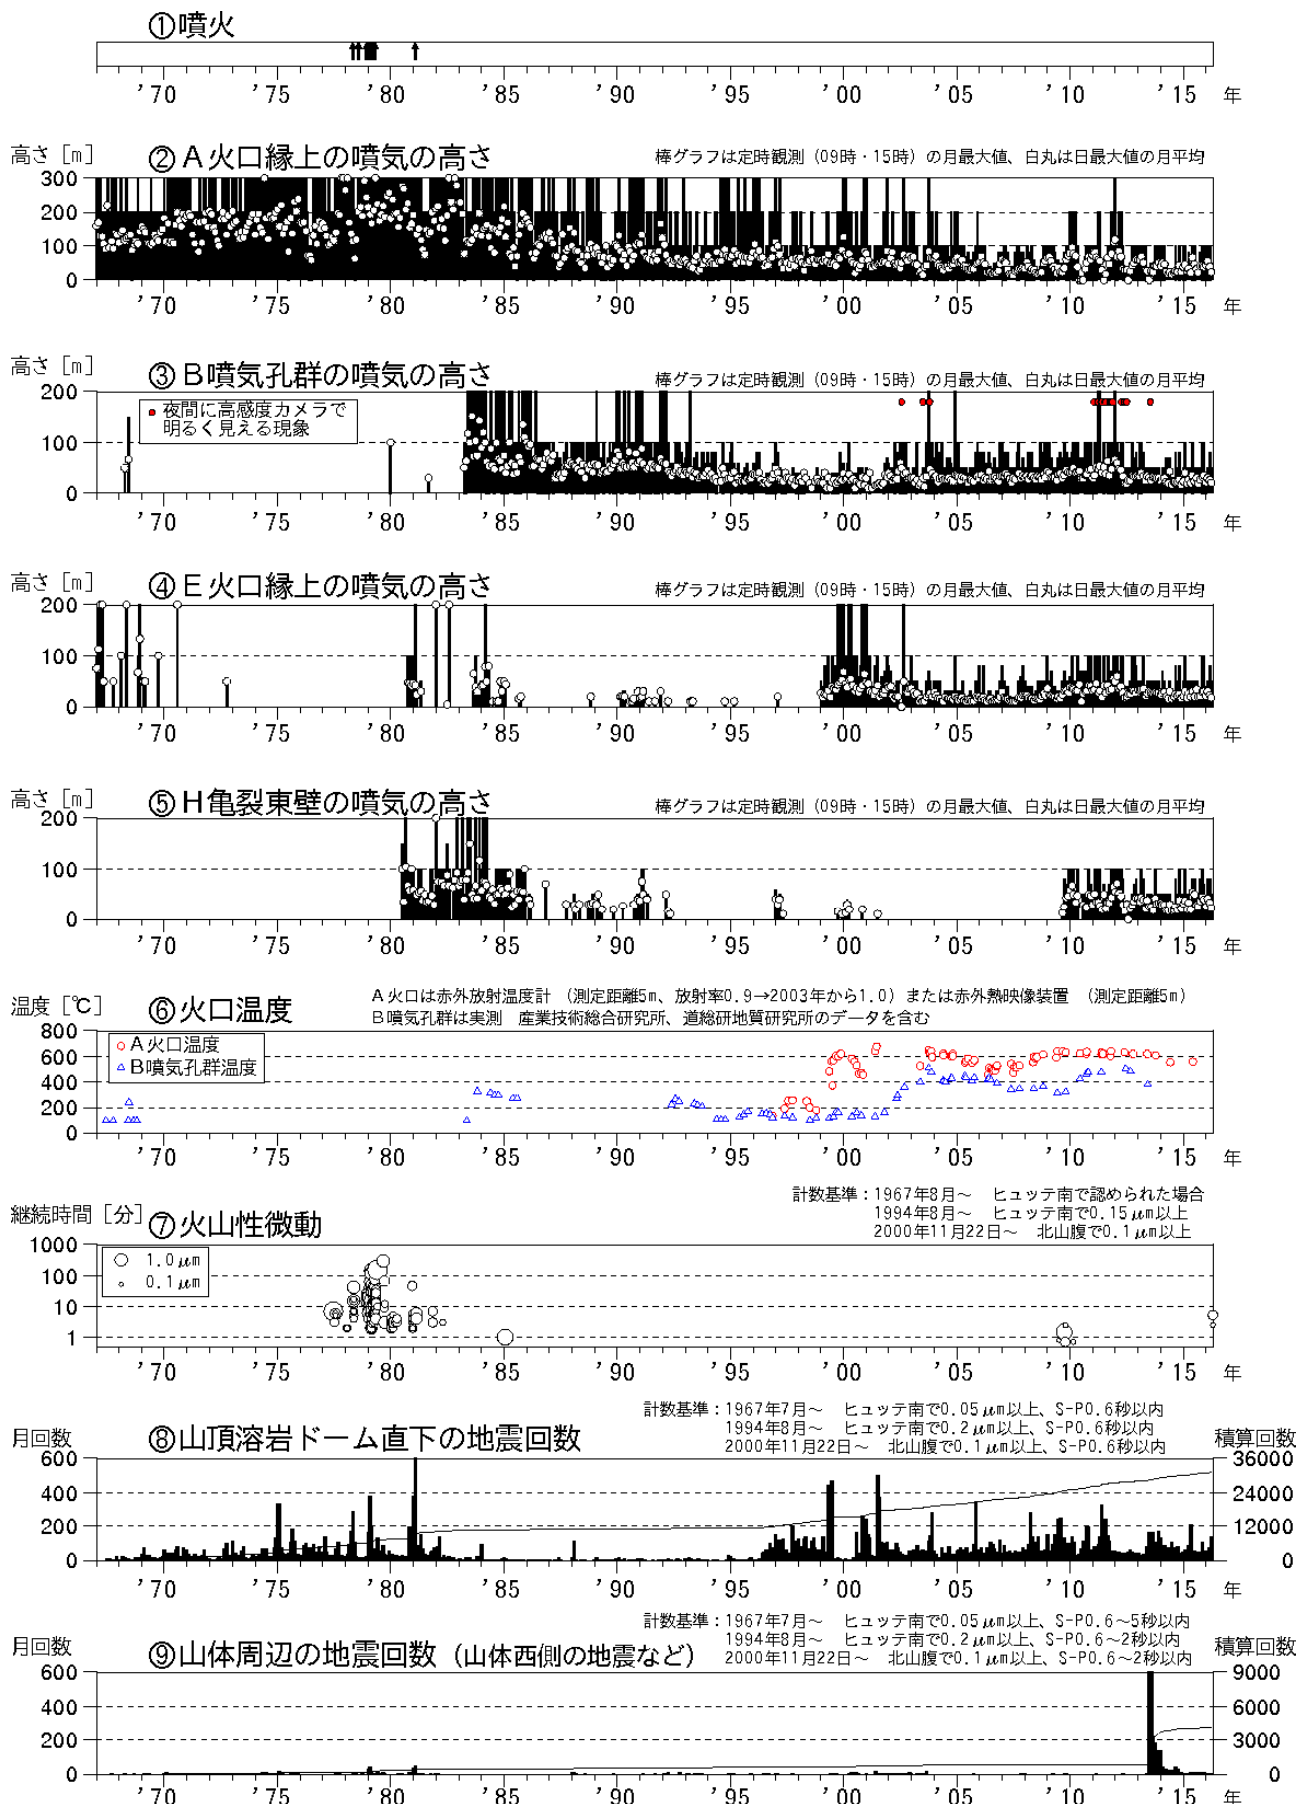 ①噴火
'70 '75 '80 '85 '90 '95 '00 '05 '10 '15 年
高さ [m] ②A火口縁上の噴気の高さ 棒グラフは定時観測（09時・15時）の月最大値、白丸は日最大値の月平均
300
200
100
0
'70 '75 '80 '85 '90 '95 '00 '05 '10 '15 年
高さ [m] ③B噴気孔群の噴気の高さ 棒グラフは定時観測（09時・15時）の月最大値、白丸は日最大値の月平均
200
夜間に高感度カメラで
明るく見える現象
100
0
'70 '75 '80 '85 '90 '95 '00 '05 '10 '15 年
高さ [m] ④E火口縁上の噴気の高さ 棒グラフは定時観測（09時・15時）の月最大値、白丸は日最大値の月平均
200
100
0
'70 '75 '80 '85 '90 '95 '00 '05 '10 '15 年
高さ [m] ⑤H亀裂東壁の噴気の高さ 棒グラフは定時観測（09時・15時）の月最大値、白丸は日最大値の月平均
200
100
0
'70 '75 '80 '85 '90 '95 '00 '05 '10 '15 年
温度 [℃] ⑥火口温度 A火口は赤外放射温度計 （測定距離5m、放射率0.9→2003年から1.0）または赤外熱映像装置 （測定距離5m）
B噴気孔群は実測 産業技術総合研究所、道総研地質研究所のデータを含む
800
A火口温度
600
B噴気孔群温度
400
200
0
'70 '75 '80 '85 '90 '95 '00 '05 '10 '15 年
計数基準：1967年8月～ ヒュッテ南で認められた場合
1994年8月～ ヒュッテ南で0.15μm以上
2000年11月22日～ 北山腹で0.1μm以上
継続時間 [分] ⑦火山性微動
1000
1.0μm
100
0.1μm
10
1
'70 '75 '80 '85 '90 '95 '00 '05 '10 '15 年
計数基準：1967年7月～ ヒュッテ南で0.05μm以上、S-P0.6秒以内
1994年8月～ ヒュッテ南で0.2μm以上、S-P0.6秒以内
2000年11月22日～ 北山腹で0.1μm以上、S-P0.6秒以内
月回数 ⑧山頂溶岩ドーム直下の地震回数 積算回数
600 36000
400 24000
200 12000
0 0
'70 '75 '80 '85 '90 '95 '00 '05 '10 '15 年
計数基準：1967年7月～ ヒュッテ南で0.05μm以上、S-P0.6～5秒以内
1994年8月～ ヒュッテ南で0.2μm以上、S-P0.6～2秒以内
2000年11月22日～ 北山腹で0.1μm以上、S-P0.6～2秒以内
月回数 ⑨山体周辺の地震回数（山体西側の地震など） 積算回数
600 9000
400 6000
200 3000
0 0
'70 '75 '80 '85 '90 '95 '00 '05 '10 '15 年